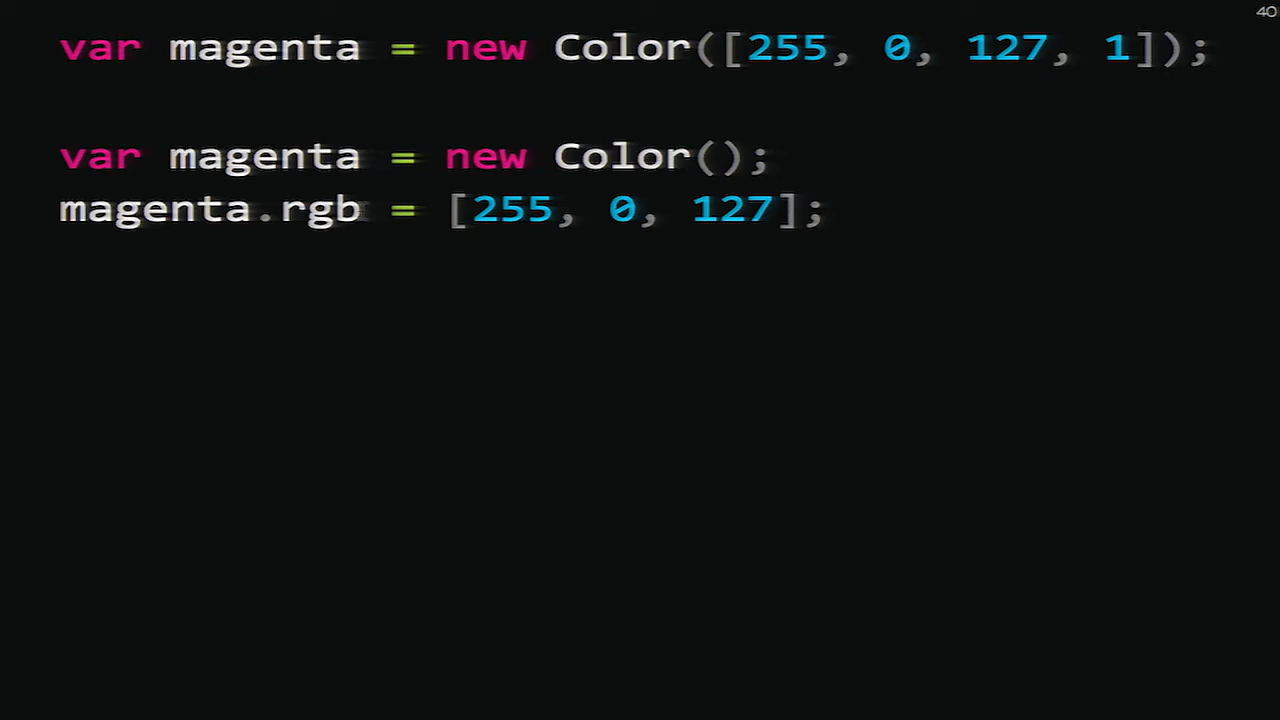 40
var magenta = new Color([255, 0, 127, 1]);
var magenta = new Color();
magenta.rgb = [255, 0, 127];